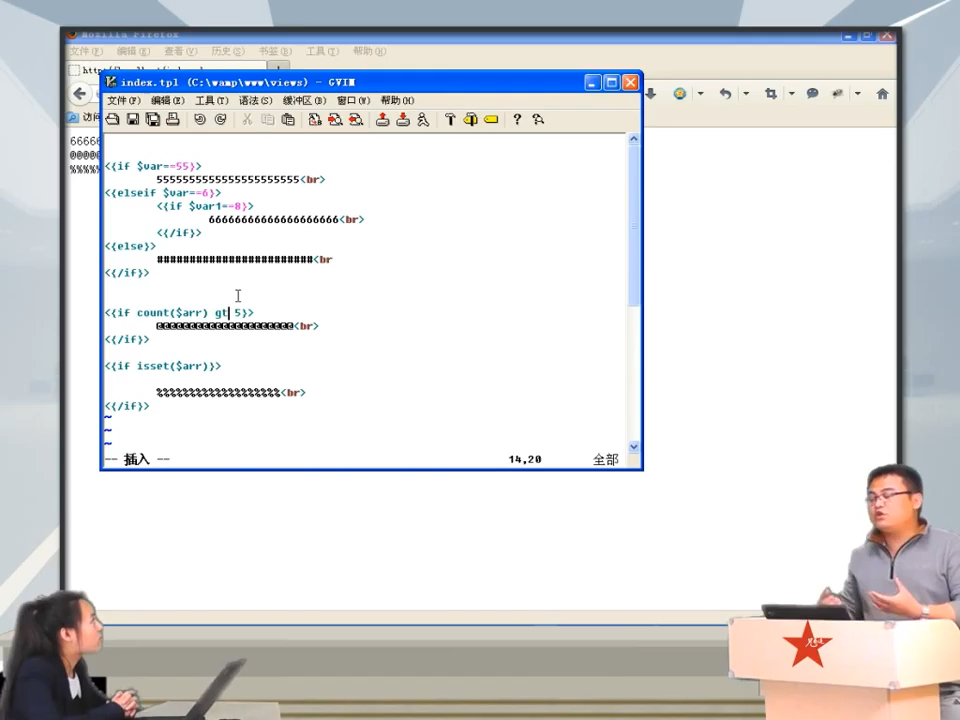 Mozilla Firefox
文件(F) 编辑(E) 查看(V) 历史(S) 书签(B) 工具(T) 帮助(H)
index.tpl (C:\wamp\www\views) - GVIM
文件(F) 编辑(E) 工具(T) 语法(S) 缓冲区(B) 窗口(W) 帮助(H)
访问
66666
@@@@@
%%%%%
<{if $var==55}>
5555555555555555555555<br>
<{elseif $var==6}>
<{if $var1==8}>
66666666666666666666<br>
<{/if}>
<{else}>
########################<br
<{/if}>
<{if count($arr) gt 5}>
@@@@@@@@@@@@@@@@@@@@@<br>
<{/if}>
<{if isset($arr)}>
%%%%%%%%%%%%%%%%%%%<br>
<{/if}>
~
~
~
-- 插入 --
14,20
全部